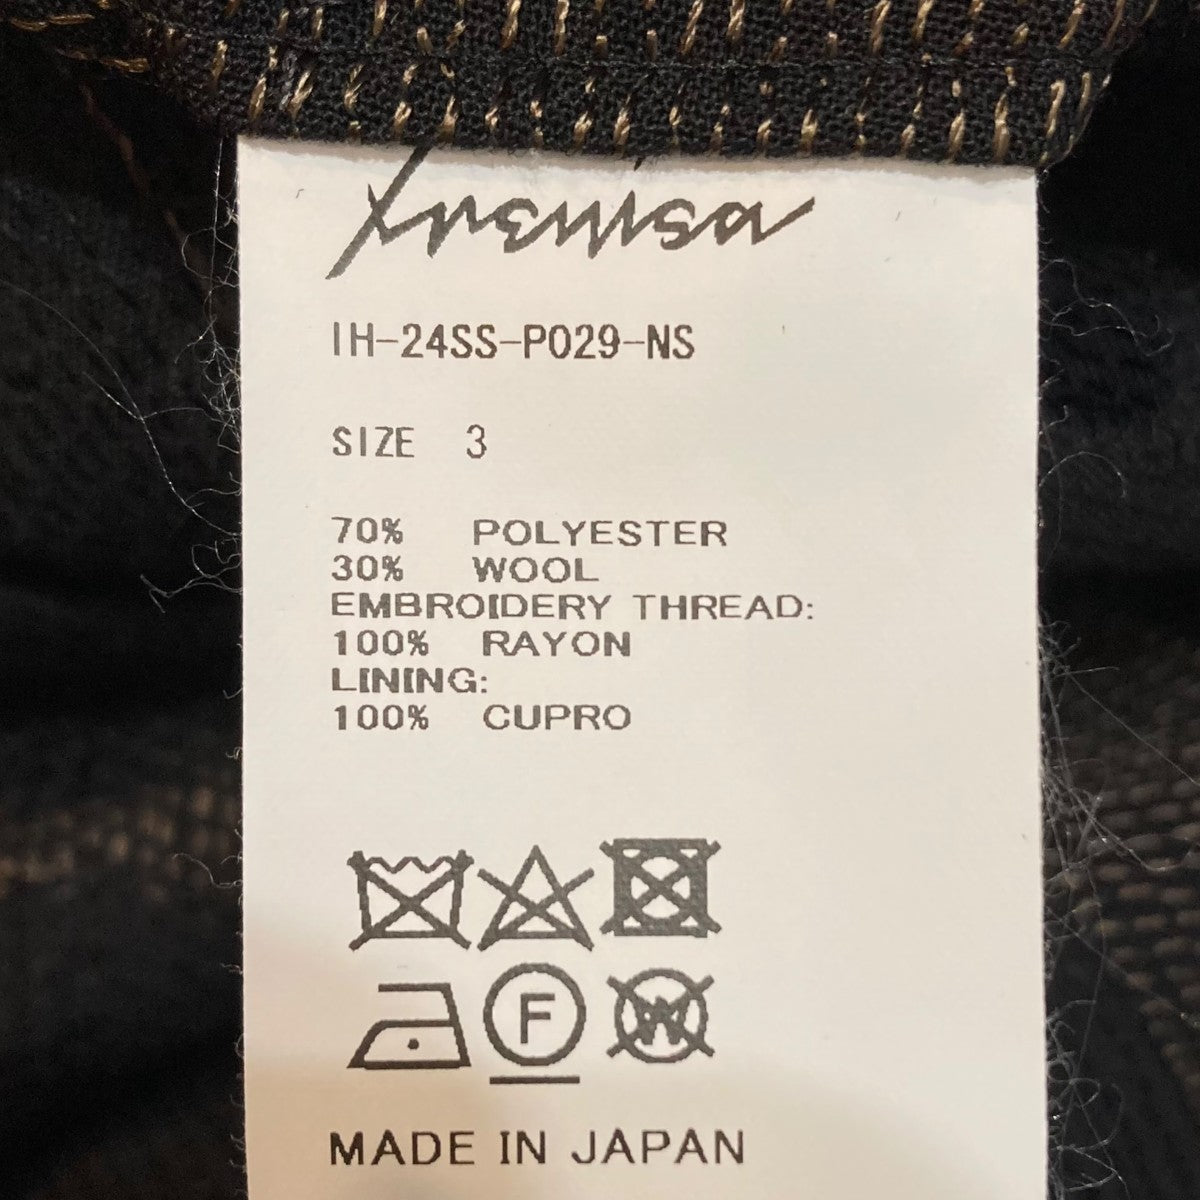 IH-24SS-P029-NS
SIZE 3
70% POLYESTER
30% WOOL
EMBROIDERY THREAD:
100% RAYON
LINING:
100% CUPRO
F
W
MADE IN JAPAN